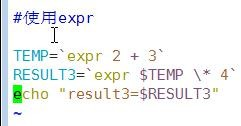 #使用expr
TEMP=`expr 2 + 3`
RESULT3=`expr $TEMP \* 4`
echo "result3=$RESULT3"
~